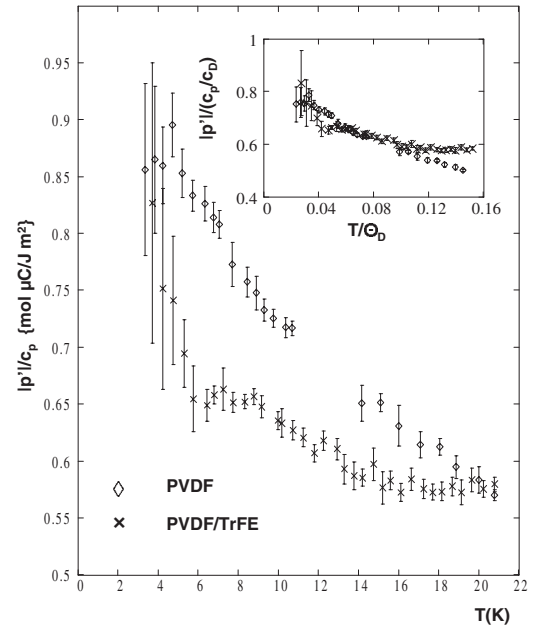 0.95
0.9
0.85
0.8
0.75
0.7
0.65
0.6
0.55
0.5
|p'|/cₚ {mol µC/J m²}
0 2 4 6 8 10 12 14 16 18 20 22
T(K)
PVDF
PVDF/TrFE
1
0.8
0.6
0.4
|p'|/(cₚ/c_D)
0 0.04 0.08 0.12 0.16
T/Θ_D